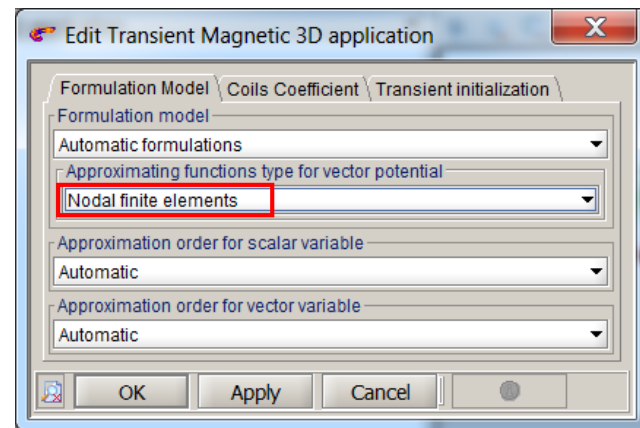 Edit Transient Magnetic 3D application
X
Formulation Model \ Coils Coefficient \ Transient initialization \
Formulation model
Automatic formulations
Approximating functions type for vector potential
Nodal finite elements
Approximation order for scalar variable
Automatic
Approximation order for vector variable
Automatic
OK Apply Cancel